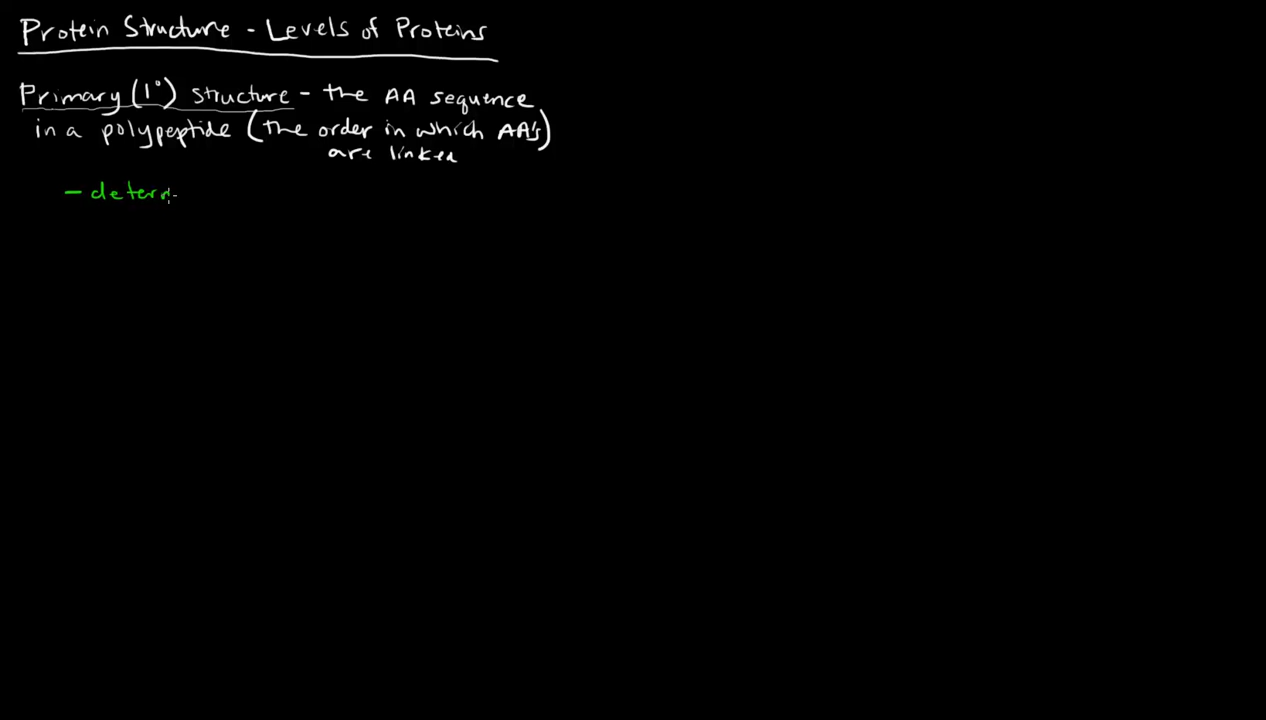 Protein Structure - Levels of Proteins
Primary (1°) structure - the AA sequence
in a polypeptide (the order in which AA's)
are linked
- determ